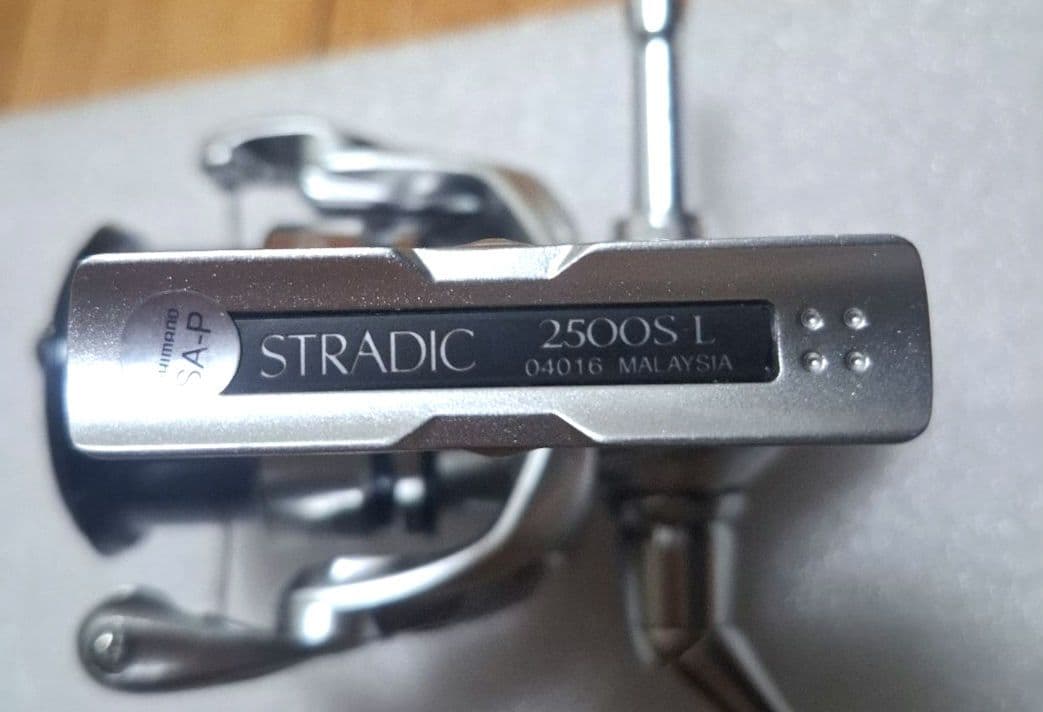 SHIMANO
SA-P
STRADIC
2500S-L
04016 MALAYSIA